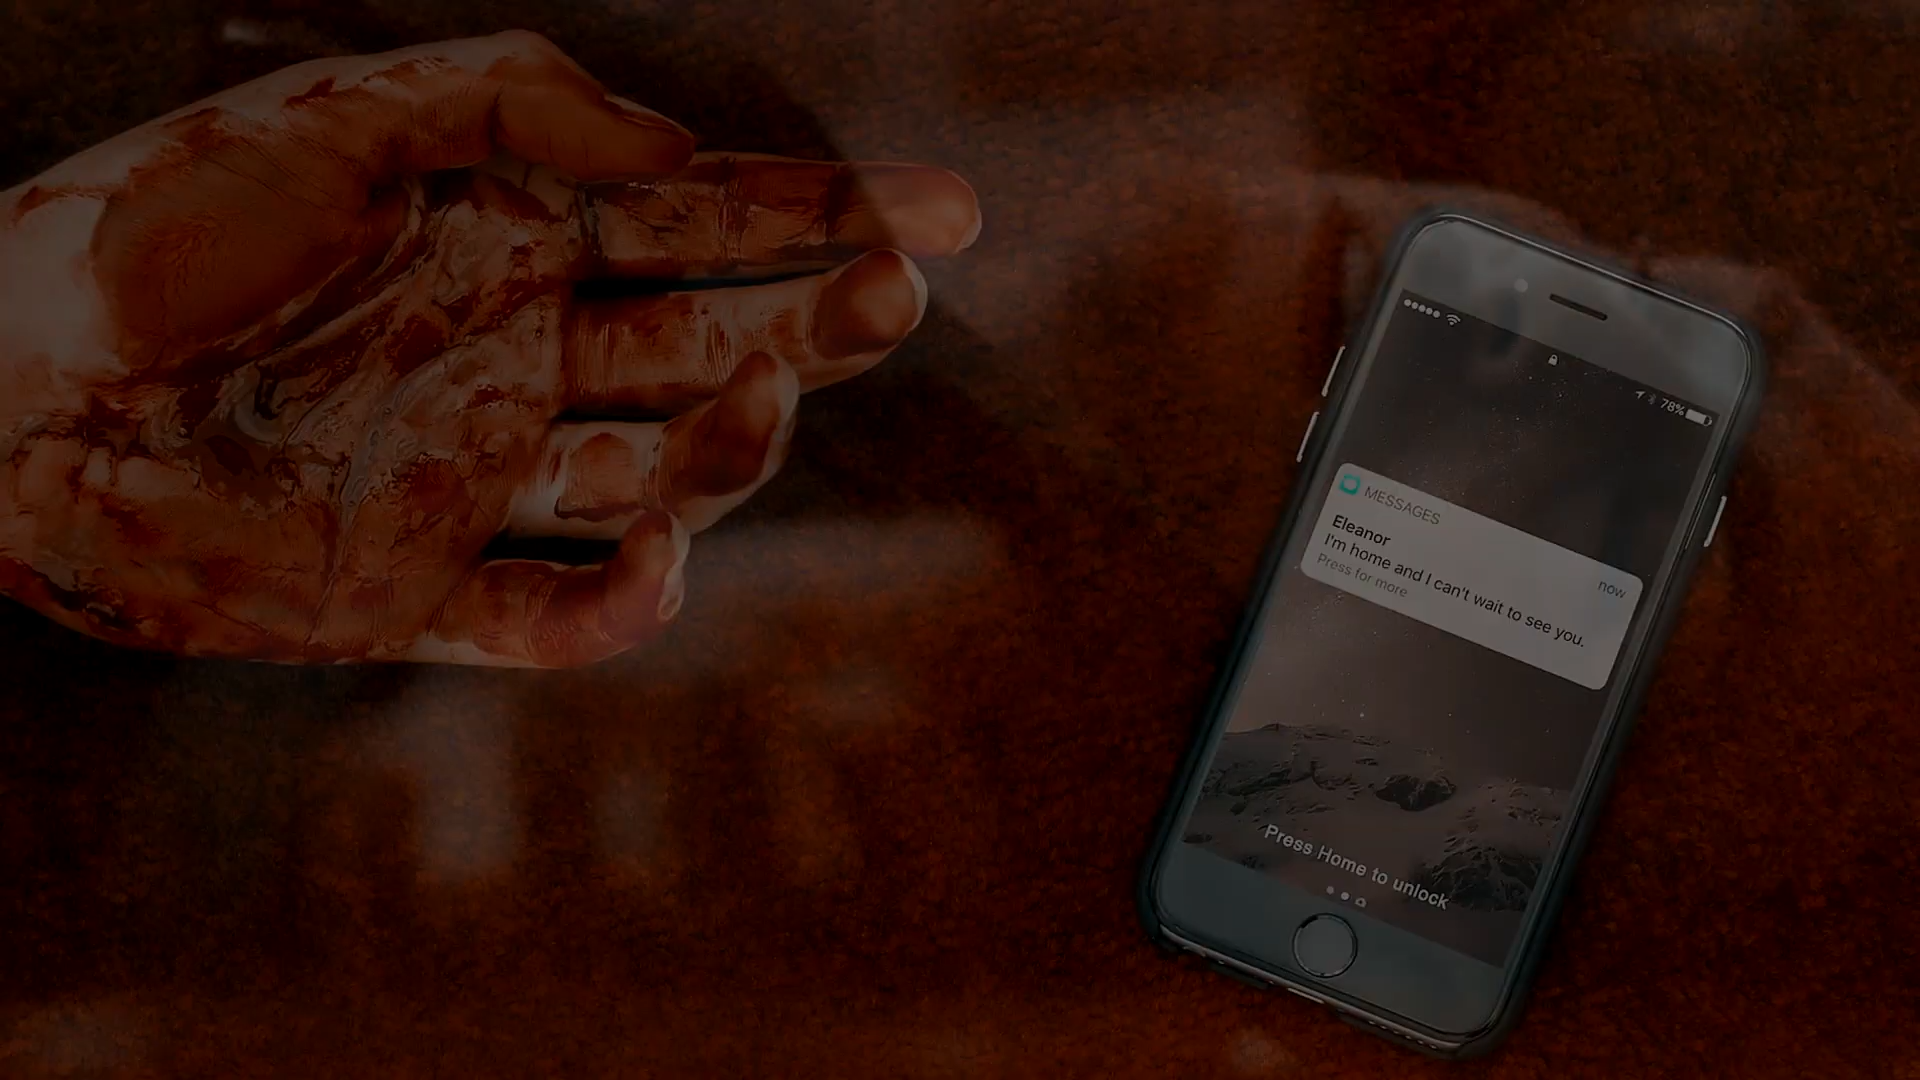 78%
MESSAGES
now
Eleanor
I'm home and I can't wait to see you.
Press for more
Press Home to unlock